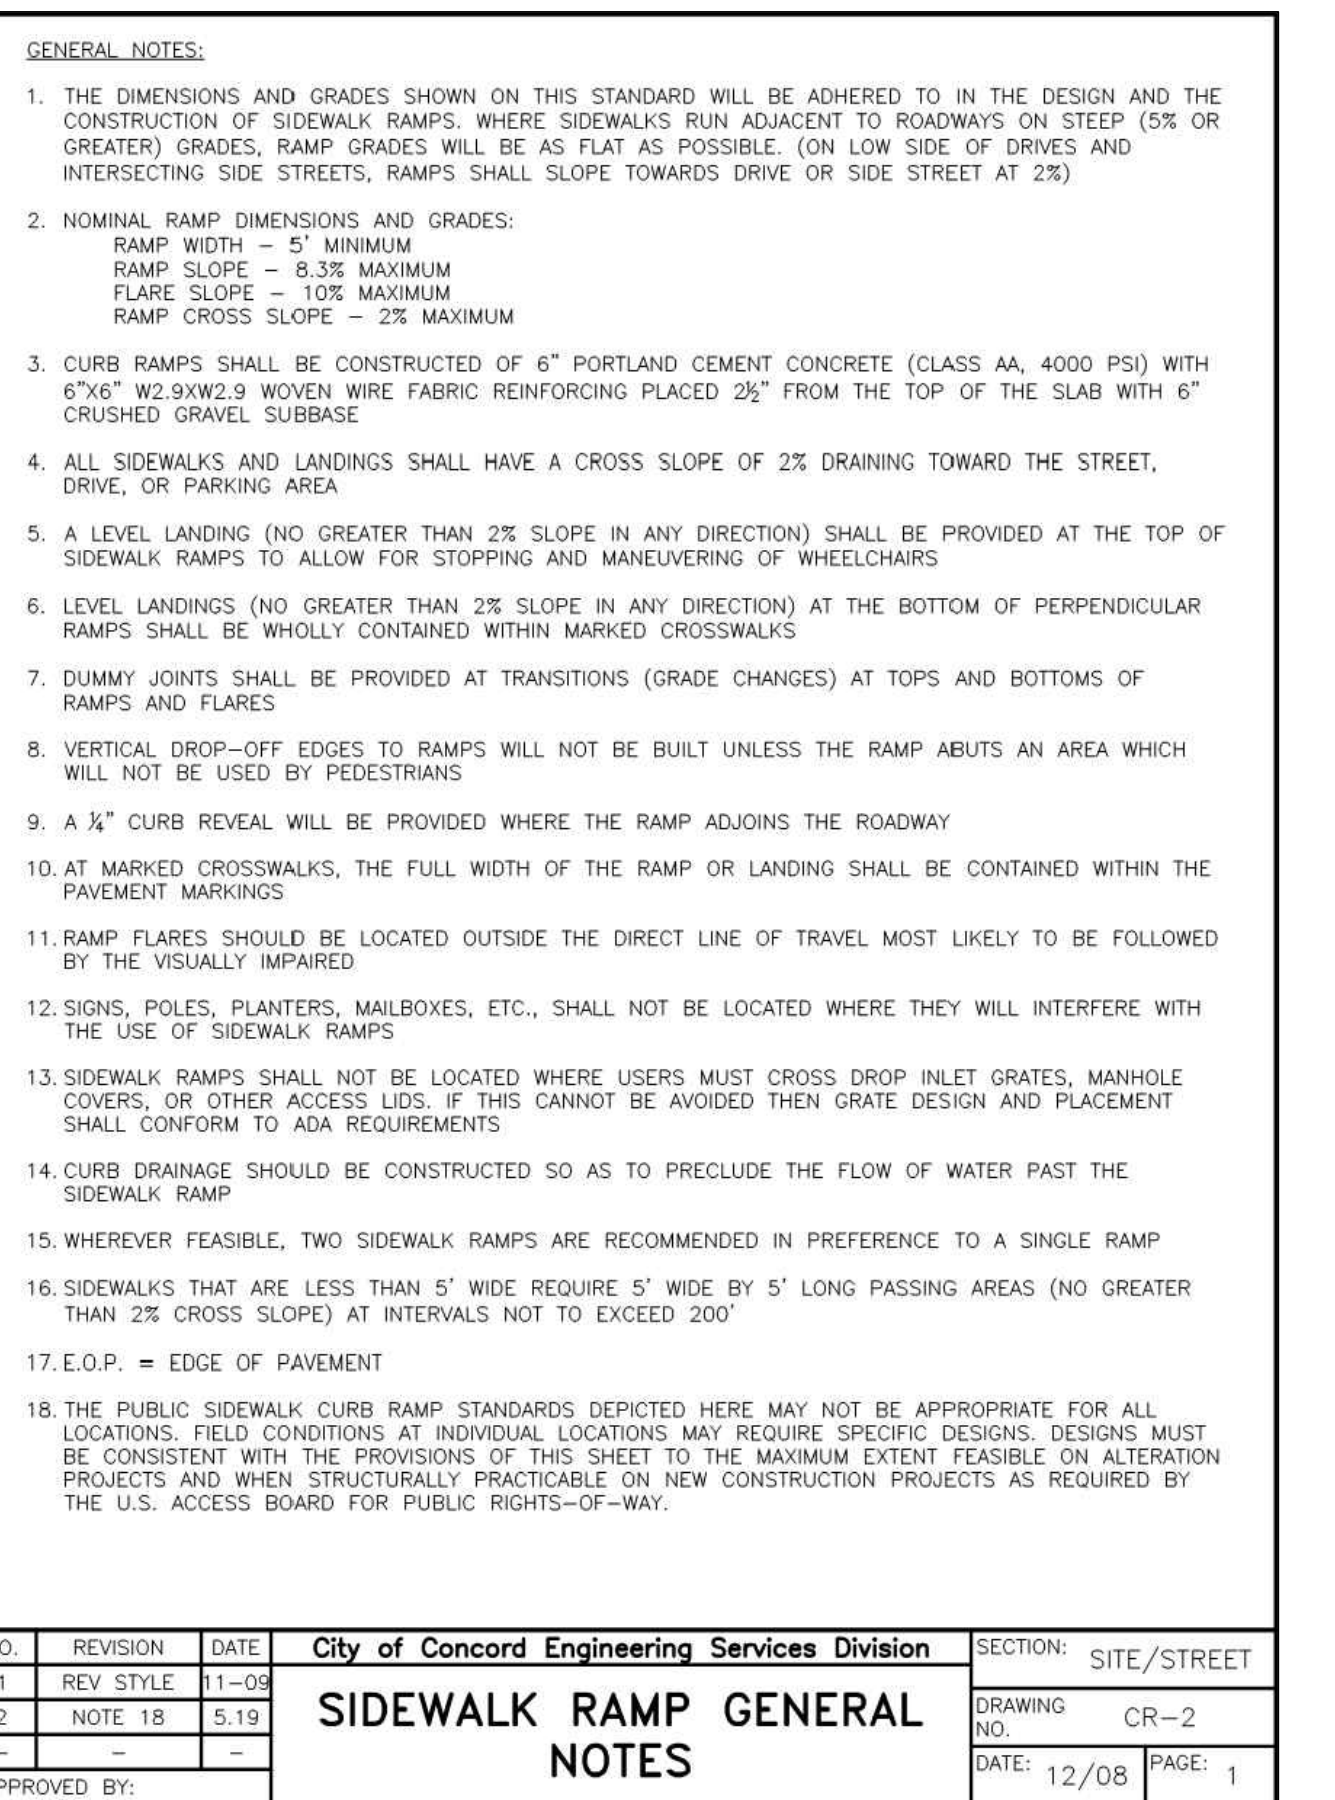 GENERAL NOTES:
1. THE DIMENSIONS AND GRADES SHOWN ON THIS STANDARD WILL BE ADHERED TO IN THE DESIGN AND THE
CONSTRUCTION OF SIDEWALK RAMPS. WHERE SIDEWALKS RUN ADJACENT TO ROADWAYS ON STEEP (5% OR
GREATER) GRADES, RAMP GRADES WILL BE AS FLAT AS POSSIBLE. (ON LOW SIDE OF DRIVES AND
INTERSECTING SIDE STREETS, RAMPS SHALL SLOPE TOWARDS DRIVE OR SIDE STREET AT 2%)
2. NOMINAL RAMP DIMENSIONS AND GRADES:
RAMP WIDTH – 5' MINIMUM
RAMP SLOPE – 8.3% MAXIMUM
FLARE SLOPE – 10% MAXIMUM
RAMP CROSS SLOPE – 2% MAXIMUM
3. CURB RAMPS SHALL BE CONSTRUCTED OF 6" PORTLAND CEMENT CONCRETE (CLASS AA, 4000 PSI) WITH
6"X6" W2.9XW2.9 WOVEN WIRE FABRIC REINFORCING PLACED 2½" FROM THE TOP OF THE SLAB WITH 6"
CRUSHED GRAVEL SUBBASE
4. ALL SIDEWALKS AND LANDINGS SHALL HAVE A CROSS SLOPE OF 2% DRAINING TOWARD THE STREET,
DRIVE, OR PARKING AREA
5. A LEVEL LANDING (NO GREATER THAN 2% SLOPE IN ANY DIRECTION) SHALL BE PROVIDED AT THE TOP OF
SIDEWALK RAMPS TO ALLOW FOR STOPPING AND MANEUVERING OF WHEELCHAIRS
6. LEVEL LANDINGS (NO GREATER THAN 2% SLOPE IN ANY DIRECTION) AT THE BOTTOM OF PERPENDICULAR
RAMPS SHALL BE WHOLLY CONTAINED WITHIN MARKED CROSSWALKS
7. DUMMY JOINTS SHALL BE PROVIDED AT TRANSITIONS (GRADE CHANGES) AT TOPS AND BOTTOMS OF
RAMPS AND FLARES
8. VERTICAL DROP–OFF EDGES TO RAMPS WILL NOT BE BUILT UNLESS THE RAMP ABUTS AN AREA WHICH
WILL NOT BE USED BY PEDESTRIANS
9. A ¼" CURB REVEAL WILL BE PROVIDED WHERE THE RAMP ADJOINS THE ROADWAY
10. AT MARKED CROSSWALKS, THE FULL WIDTH OF THE RAMP OR LANDING SHALL BE CONTAINED WITHIN THE
PAVEMENT MARKINGS
11. RAMP FLARES SHOULD BE LOCATED OUTSIDE THE DIRECT LINE OF TRAVEL MOST LIKELY TO BE FOLLOWED
BY THE VISUALLY IMPAIRED
12. SIGNS, POLES, PLANTERS, MAILBOXES, ETC., SHALL NOT BE LOCATED WHERE THEY WILL INTERFERE WITH
THE USE OF SIDEWALK RAMPS
13. SIDEWALK RAMPS SHALL NOT BE LOCATED WHERE USERS MUST CROSS DROP INLET GRATES, MANHOLE
COVERS, OR OTHER ACCESS LIDS. IF THIS CANNOT BE AVOIDED THEN GRATE DESIGN AND PLACEMENT
SHALL CONFORM TO ADA REQUIREMENTS
14. CURB DRAINAGE SHOULD BE CONSTRUCTED SO AS TO PRECLUDE THE FLOW OF WATER PAST THE
SIDEWALK RAMP
15. WHEREVER FEASIBLE, TWO SIDEWALK RAMPS ARE RECOMMENDED IN PREFERENCE TO A SINGLE RAMP
16. SIDEWALKS THAT ARE LESS THAN 5' WIDE REQUIRE 5' WIDE BY 5' LONG PASSING AREAS (NO GREATER
THAN 2% CROSS SLOPE) AT INTERVALS NOT TO EXCEED 200'
17. E.O.P. = EDGE OF PAVEMENT
18. THE PUBLIC SIDEWALK CURB RAMP STANDARDS DEPICTED HERE MAY NOT BE APPROPRIATE FOR ALL
LOCATIONS. FIELD CONDITIONS AT INDIVIDUAL LOCATIONS MAY REQUIRE SPECIFIC DESIGNS. DESIGNS MUST
BE CONSISTENT WITH THE PROVISIONS OF THIS SHEET TO THE MAXIMUM EXTENT FEASIBLE ON ALTERATION
PROJECTS AND WHEN STRUCTURALLY PRACTICABLE ON NEW CONSTRUCTION PROJECTS AS REQUIRED BY
THE U.S. ACCESS BOARD FOR PUBLIC RIGHTS–OF–WAY.
O. REVISION DATE
1 REV STYLE 11–09
2 NOTE 18 5.19
– – –
PPROVED BY:
City of Concord Engineering Services Division
SIDEWALK RAMP GENERAL
NOTES
SECTION: SITE/STREET
DRAWING
NO. CR–2
DATE: 12/08 PAGE: 1